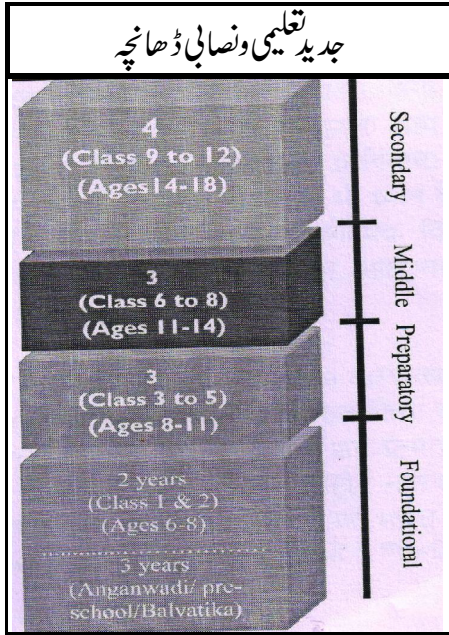 جدید تعلیمی ونصابی ڈھانچہ
4
(Class 9 to 12)
(Ages 14-18)
Secondary
3
(Class 6 to 8)
(Ages 11-14)
Middle
3
(Class 3 to 5)
(Ages 8-11)
Preparatory
2 years
(Class 1 & 2)
(Ages 6-8)
3 years
(Anganwadi/ pre-
school/Balvatika)
Foundational